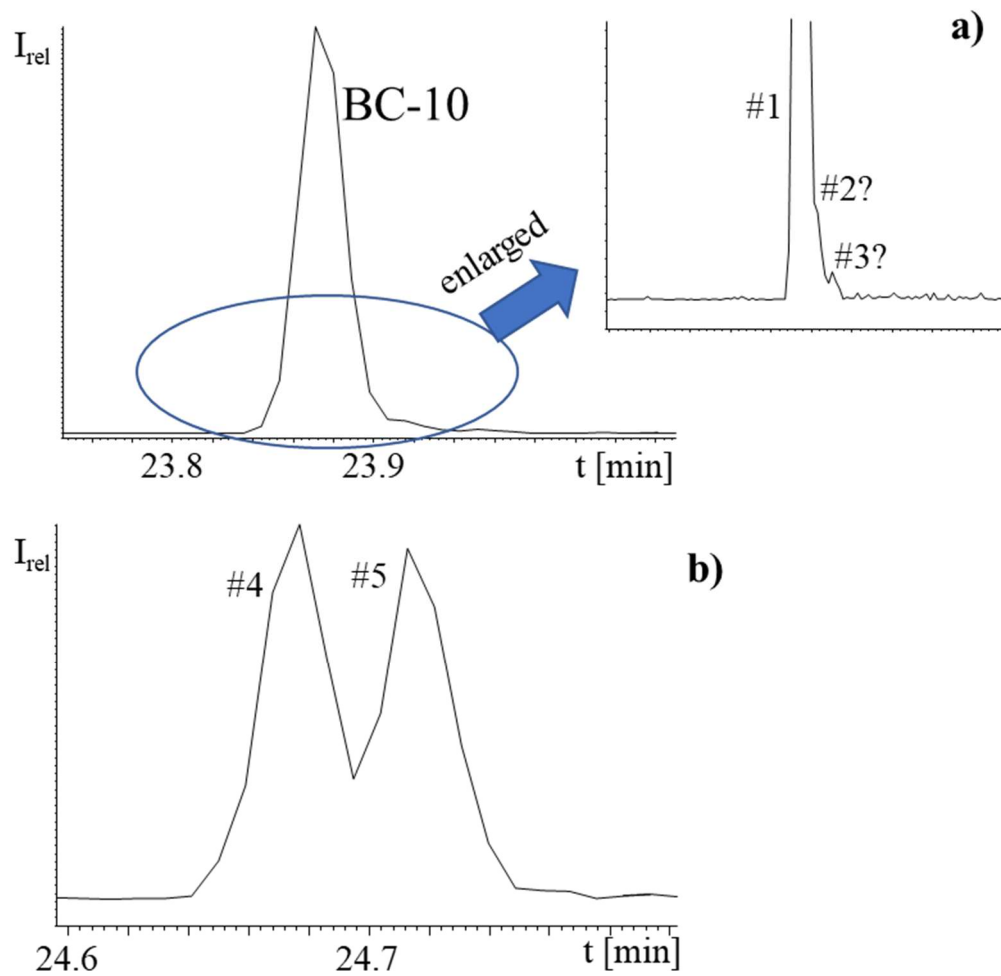 a)
I_rel
BC-10
#1
#2?
#3?
enlarged
23.8 23.9 t [min]
b)
I_rel
#4 #5
24.6 24.7 t [min]